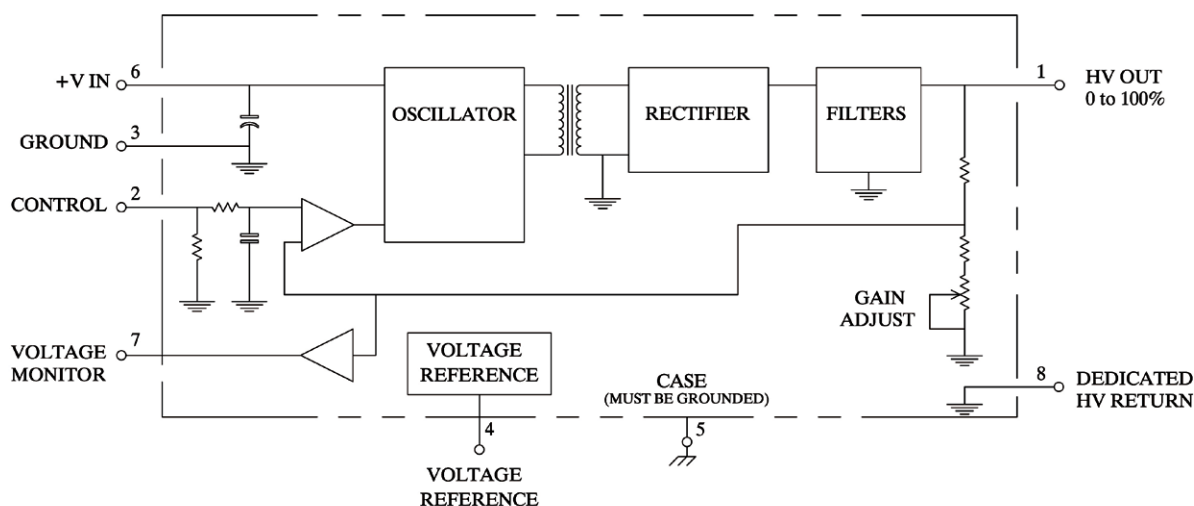 6
+V IN
3
GROUND
2
CONTROL
7
VOLTAGE
MONITOR
OSCILLATOR
RECTIFIER
FILTERS
1
HV OUT
0 to 100%
GAIN
ADJUST
VOLTAGE
REFERENCE
4
VOLTAGE
REFERENCE
CASE
(MUST BE GROUNDED)
5
8
DEDICATED
HV RETURN